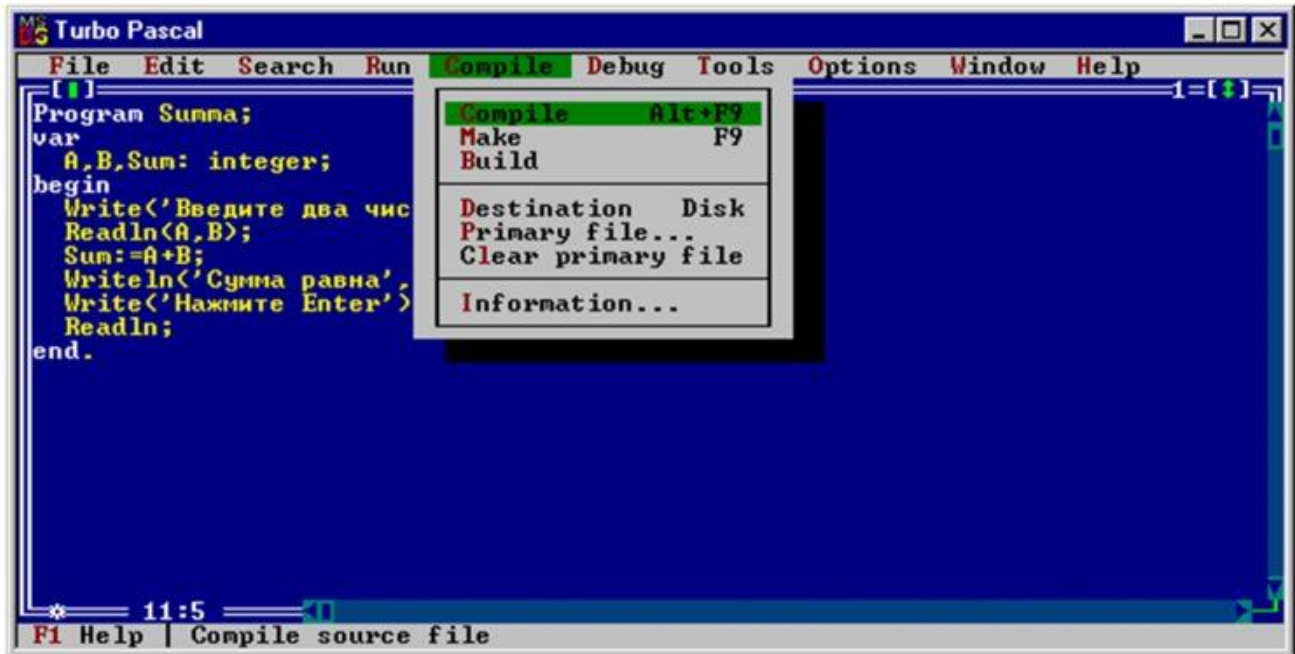 Turbo Pascal
File Edit Search Run Compile Debug Tools Options Window Help
1
Program Summa;
var
A,B,Sum: integer;
begin
Write('Введите два чис
Readln(A,B);
Sum:=A+B;
Writeln('Сумма равна',
Write('Нажмите Enter')
Readln;
end.
Compile Alt+F9
Make F9
Build
Destination Disk
Primary file...
Clear primary file
Information...
11:5
F1 Help | Compile source file